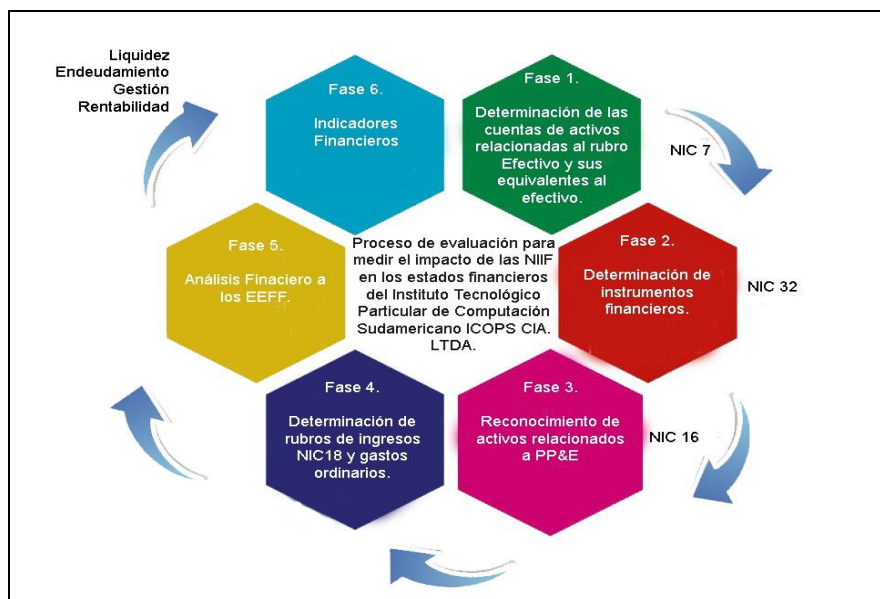 Liquidez
Endeudamiento
Gestión
Rentabilidad
Fase 6.
Indicadores
Financieros
Fase 1.
Determinación de las
cuentas de activos
relacionadas al rubro
Efectivo y sus
equivalentes al
efectivo.
NIC 7
Fase 5.
Análisis Finaciero a
los EEFF.
Proceso de evaluación para
medir el impacto de las NIIF
en los estados financieros
del Instituto Tecnológico
Particular de Computación
Sudamericano ICOPS CIA.
LTDA.
Fase 2.
Determinación de
instrumentos
financieros.
NIC 32
Fase 4.
Determinación de
rubros de ingresos
NIC18 y gastos
ordinarios.
Fase 3.
Reconocimiento de
activos relacionados
a PP&E
NIC 16